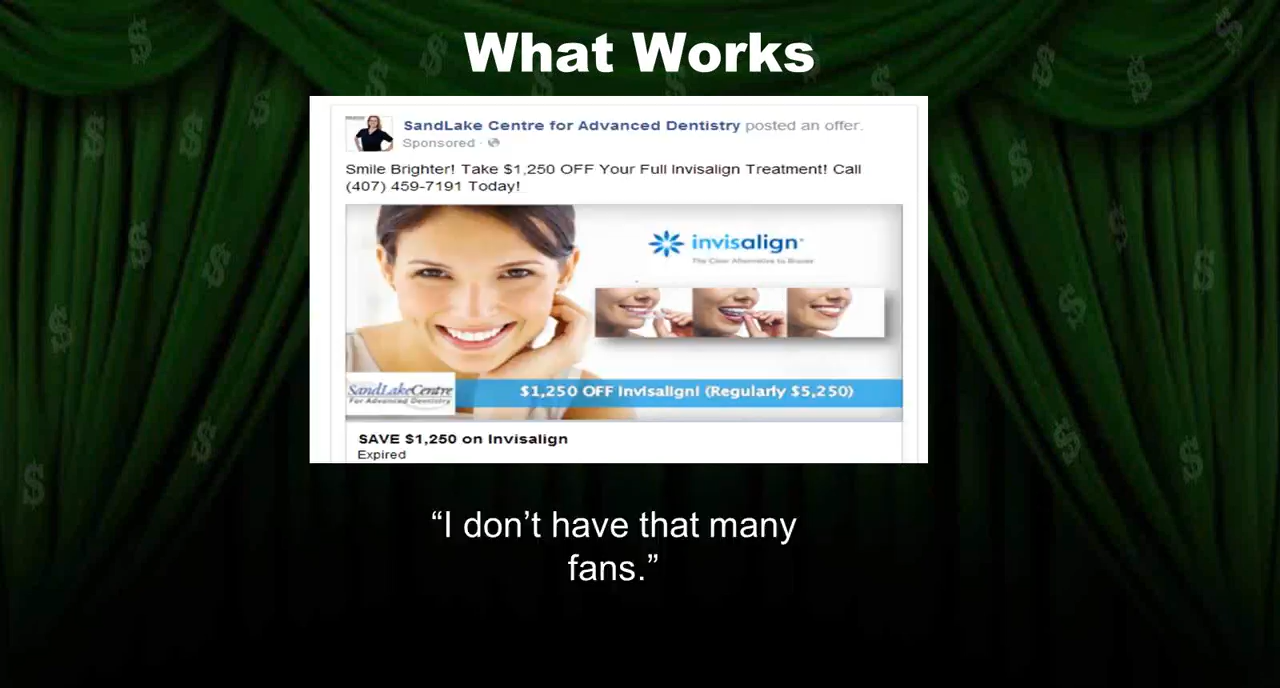 What Works
SandLake Centre for Advanced Dentistry posted an offer.
Sponsored ·
Smile Brighter! Take $1,250 OFF Your Full Invisalign Treatment! Call
(407) 459-7191 Today!
invisalign™
The Clear Alternative to Braces
SandLakeCentre
For Advanced Dentistry
$1,250 OFF Invisalign! (Regularly $5,250)
SAVE $1,250 on Invisalign
Expired
“I don’t have that many
fans.”